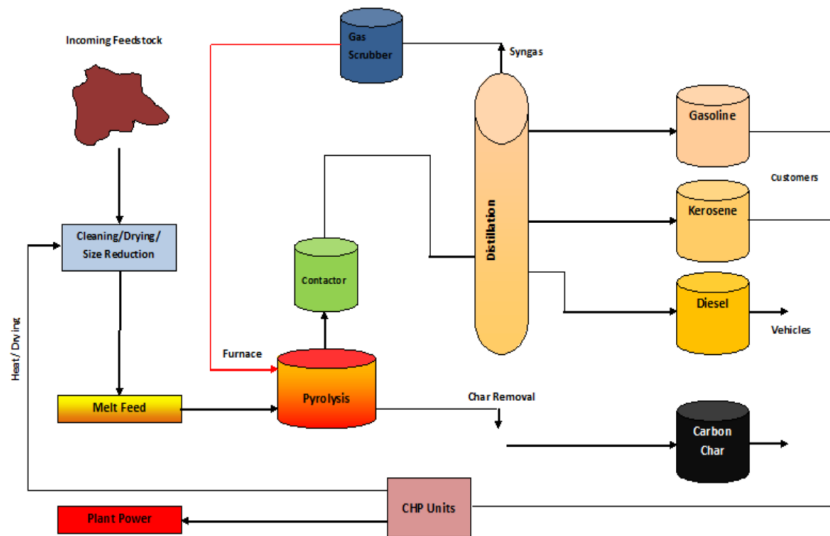 Incoming Feedstock
Gas
Scrubber
Syngas
Gasoline
Customers
Kerosene
Cleaning/Drying/
Size Reduction
Distillation
Contactor
Diesel
Vehicles
Heat/ Drying
Furnace
Pyrolysis
Melt Feed
Char Removal
Carbon
Char
CHP Units
Plant Power